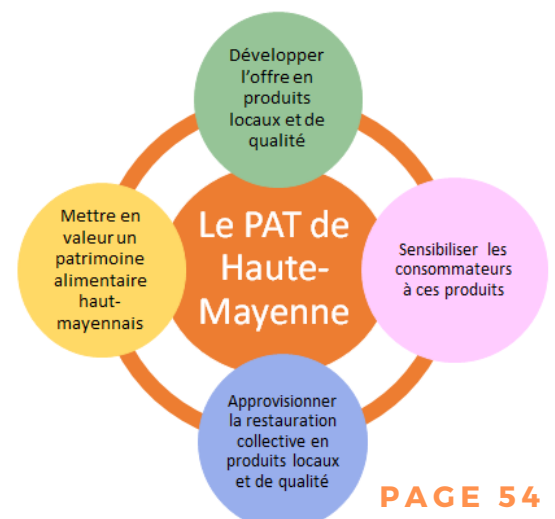 Développer
l'offre en
produits
locaux et de
qualité
Mettre en
valeur un
patrimoine
alimentaire
haut-
mayennais
Le PAT de
Haute-
Mayenne
Sensibiliser les
consommateurs
à ces produits
Approvisionner
la restauration
collective en
produits locaux
et de qualité
PAGE 54